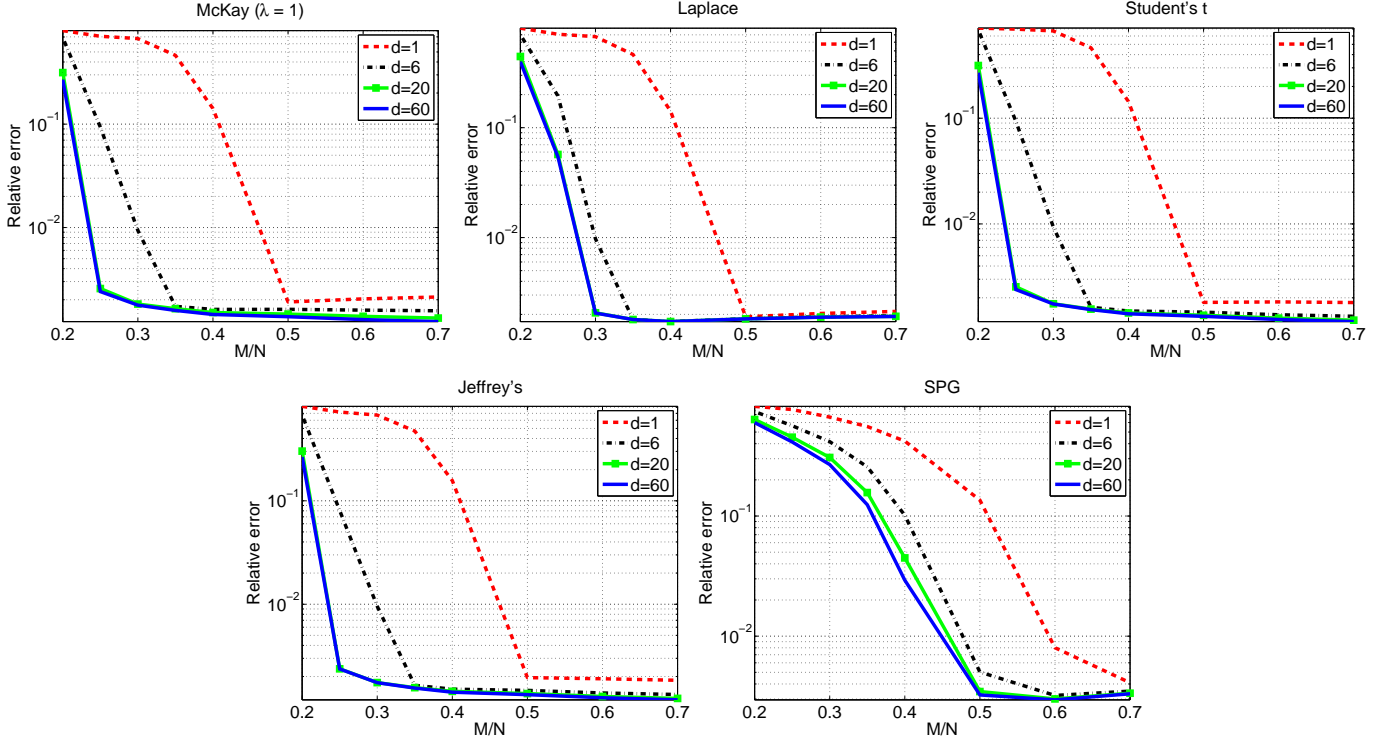 McKay (λ = 1)
Relative error
10⁻¹
10⁻²
0.2 0.3 0.4 0.5 0.6 0.7
M/N
d=1
d=6
d=20
d=60
Laplace
Relative error
10⁻¹
10⁻²
0.2 0.3 0.4 0.5 0.6 0.7
M/N
d=1
d=6
d=20
d=60
Student's t
Relative error
10⁻¹
10⁻²
0.2 0.3 0.4 0.5 0.6 0.7
M/N
d=1
d=6
d=20
d=60
Jeffrey's
Relative error
10⁻¹
10⁻²
0.2 0.3 0.4 0.5 0.6 0.7
M/N
d=1
d=6
d=20
d=60
SPG
Relative error
10⁻¹
10⁻²
0.2 0.3 0.4 0.5 0.6 0.7
M/N
d=1
d=6
d=20
d=60